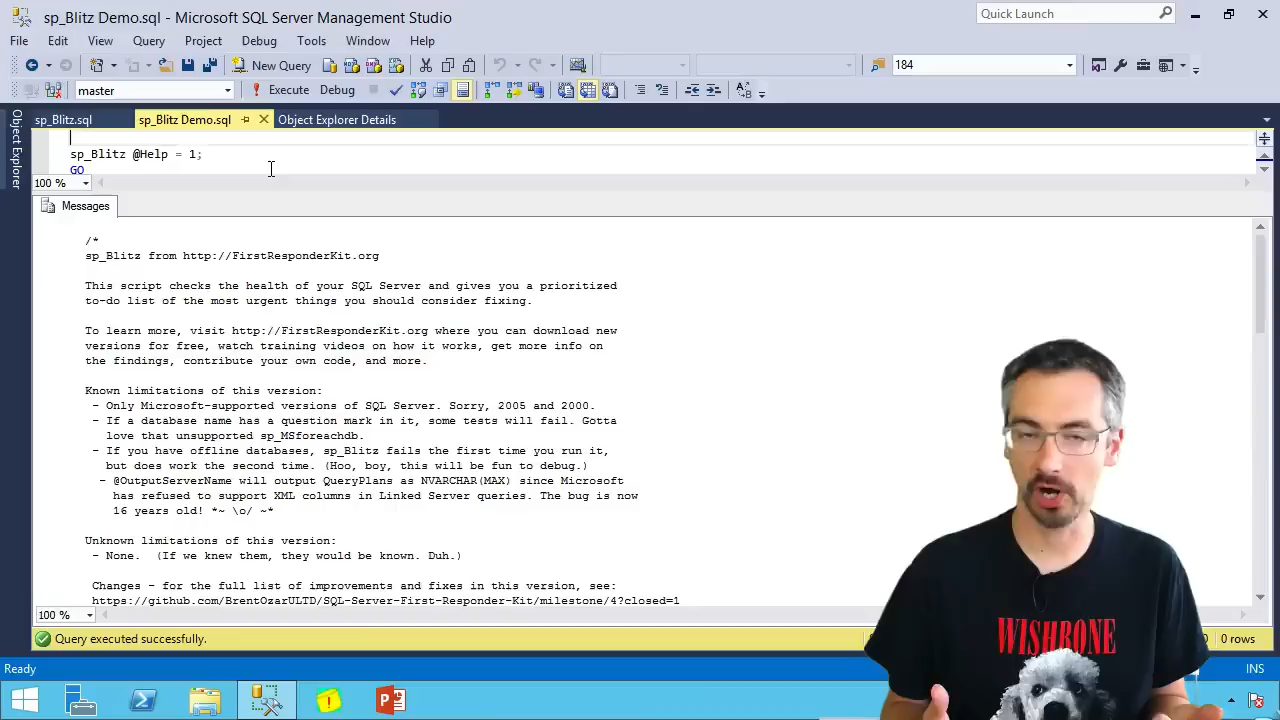 sp_Blitz Demo.sql - Microsoft SQL Server Management Studio
Quick Launch
File Edit View Query Project Debug Tools Window Help
New Query
184
master
Execute Debug
sp_Blitz.sql sp_Blitz Demo.sql Object Explorer Details
Object Explorer
sp_Blitz @Help = 1;
GO
100 %
Messages
/*
sp_Blitz from http://FirstResponderKit.org
This script checks the health of your SQL Server and gives you a prioritized
to-do list of the most urgent things you should consider fixing.
To learn more, visit http://FirstResponderKit.org where you can download new
versions for free, watch training videos on how it works, get more info on
the findings, contribute your own code, and more.
Known limitations of this version:
- Only Microsoft-supported versions of SQL Server. Sorry, 2005 and 2000.
- If a database name has a question mark in it, some tests will fail. Gotta
love that unsupported sp_MSforeachdb.
- If you have offline databases, sp_Blitz fails the first time you run it,
but does work the second time. (Hoo, boy, this will be fun to debug.)
- @OutputServerName will output QueryPlans as NVARCHAR(MAX) since Microsoft
has refused to support XML columns in Linked Server queries. The bug is now
16 years old! *~ \o/ ~*
Unknown limitations of this version:
- None. (If we knew them, they would be known. Duh.)
Changes - for the full list of improvements and fixes in this version, see:
https://github.com/BrentOzarULTD/SQL-Server-First-Responder-Kit/milestone/4?closed=1
100 %
Query executed successfully.
0 rows
Ready
INS
WISHBONE